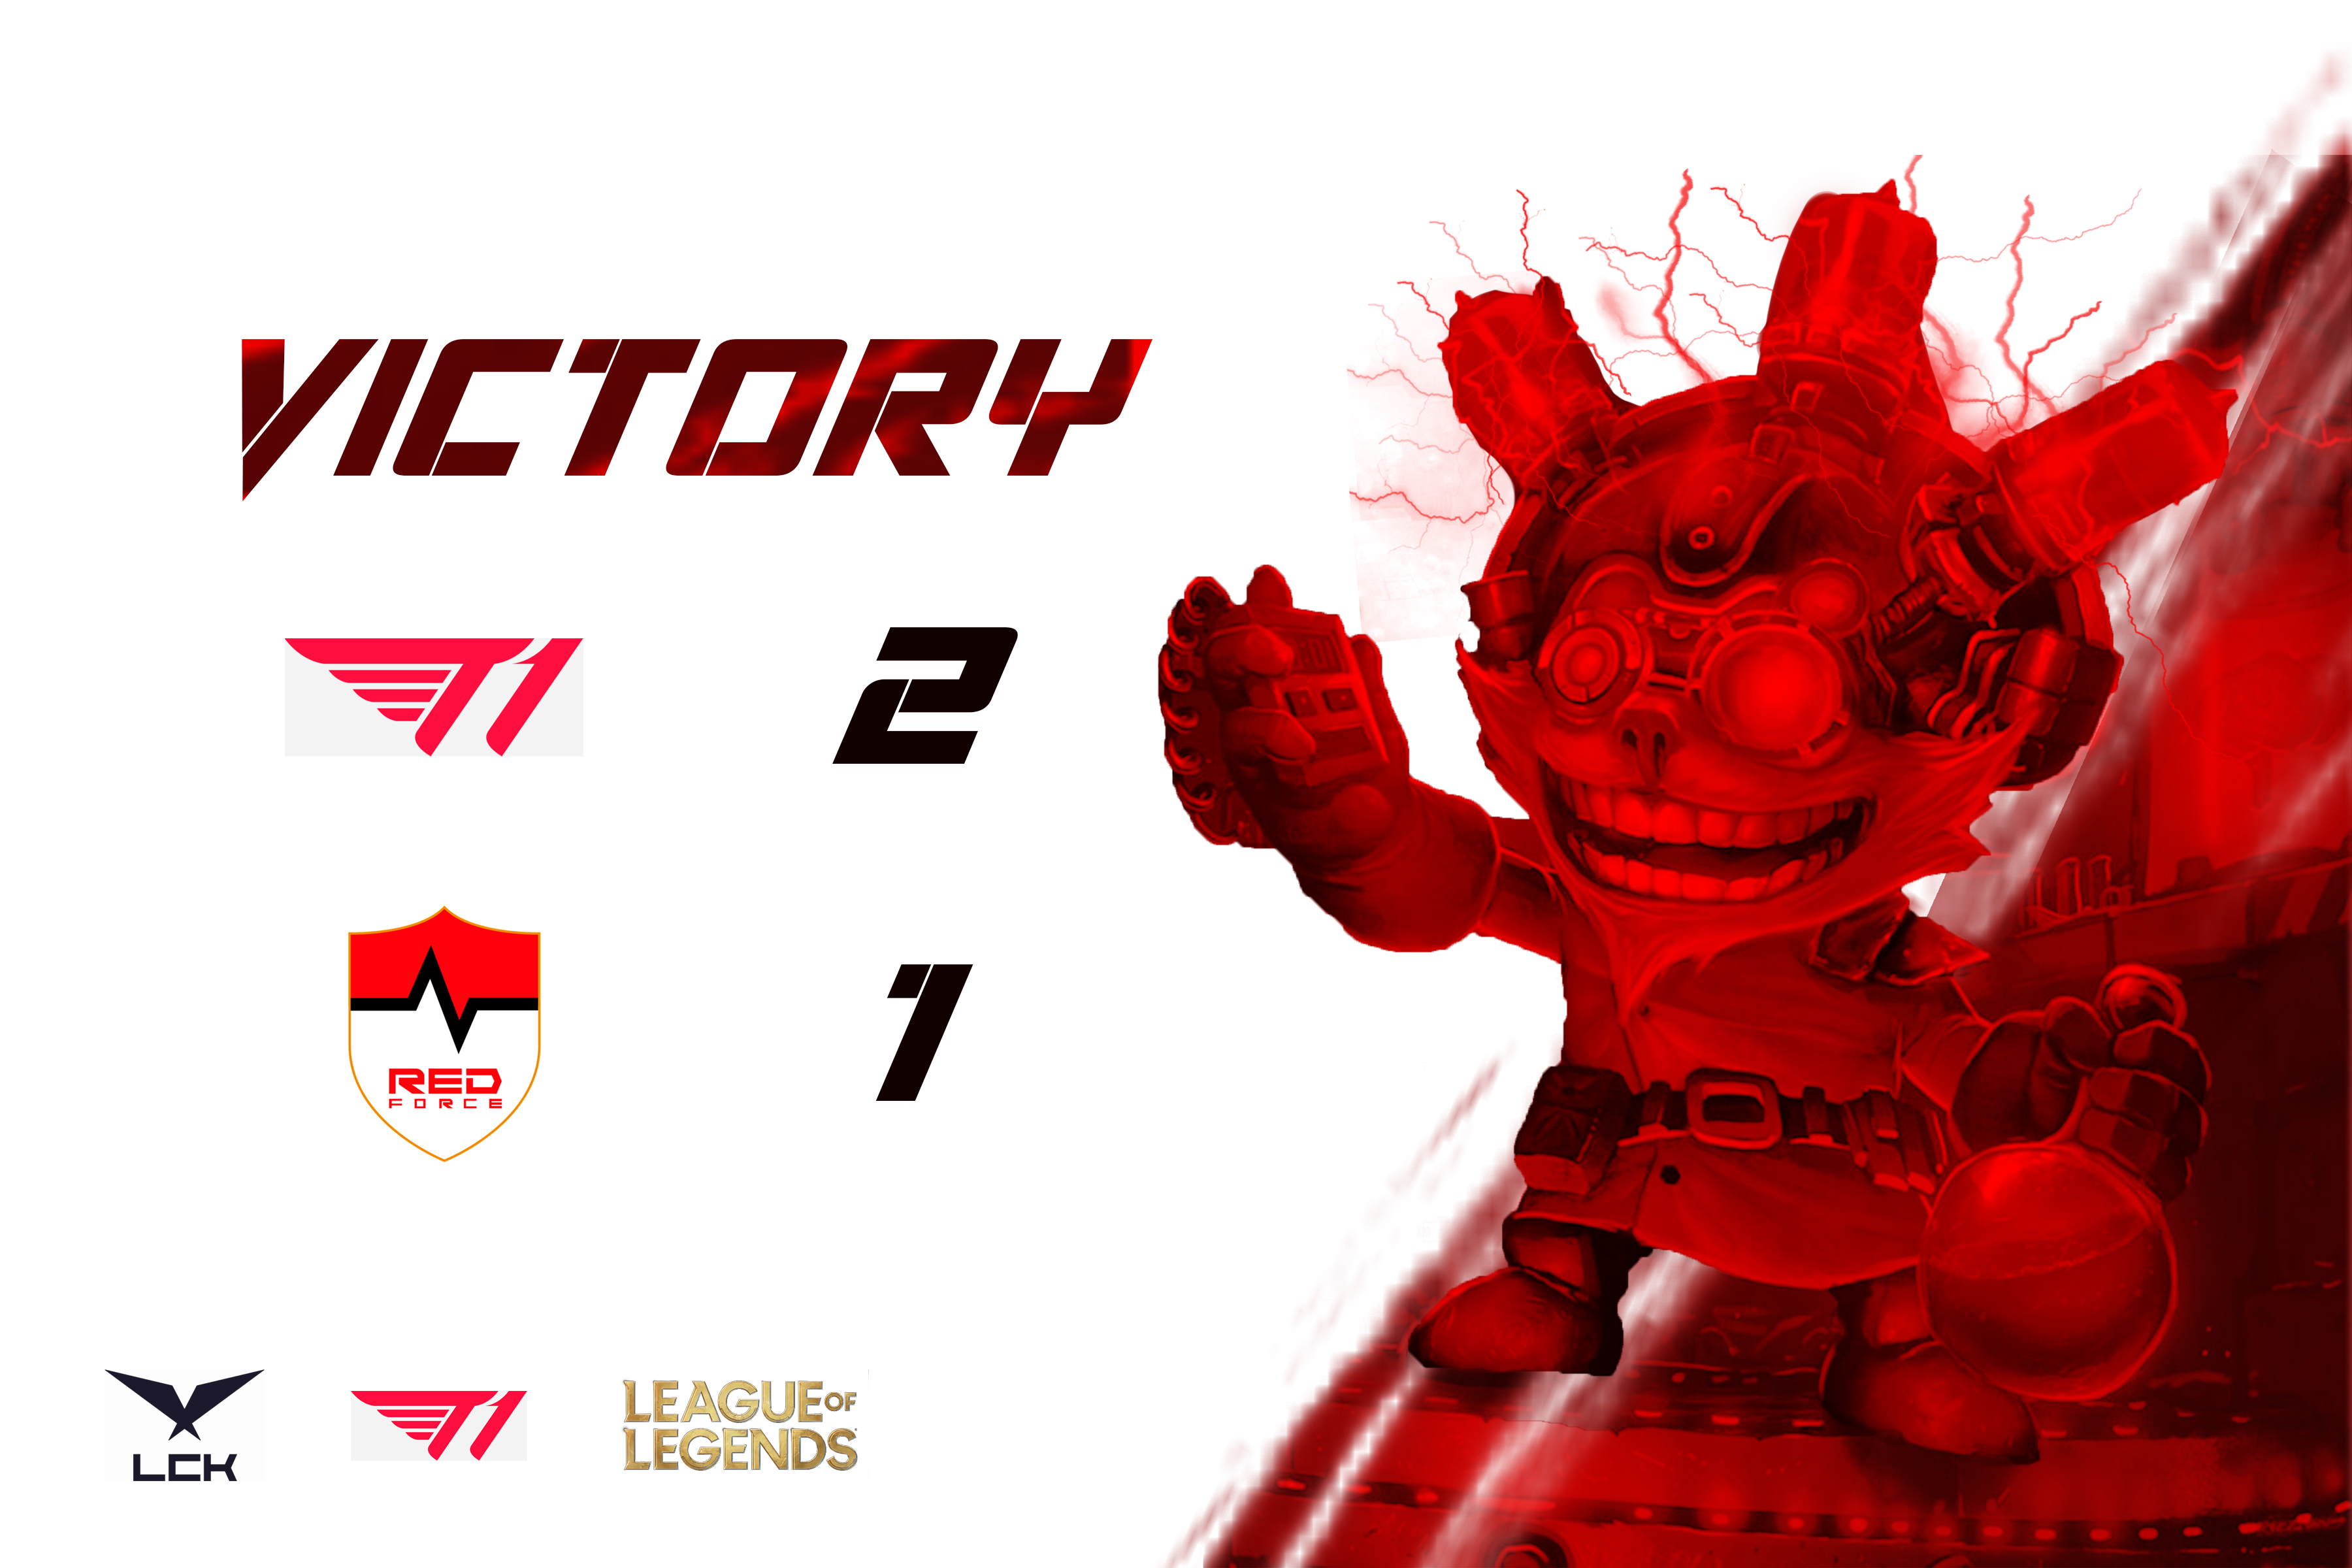 VICTORY
T1 2
RED
FORCE
1
LCK
T1
LEAGUE OF
LEGENDS